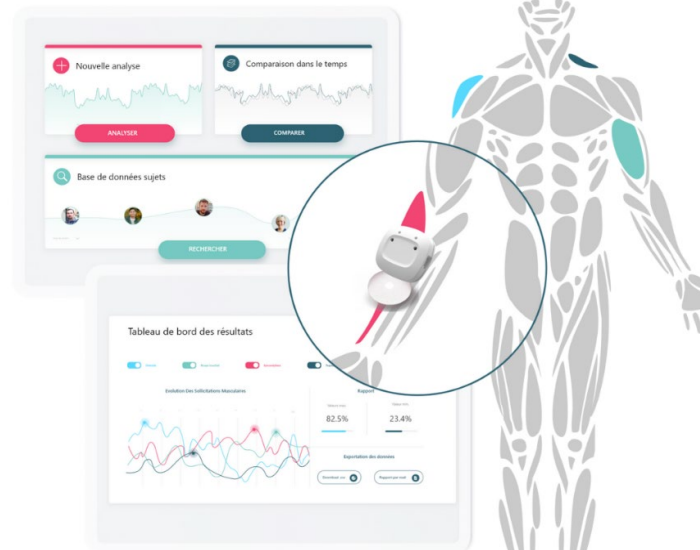 Nouvelle analyse
Comparaison dans le temps
ANALYSER
COMPARER
Base de données sujets
RECHERCHER
Tableau de bord des résultats
Evolution Des Sollicitations Musculaires
Rapport
82.5%
23.4%
Exportation des données